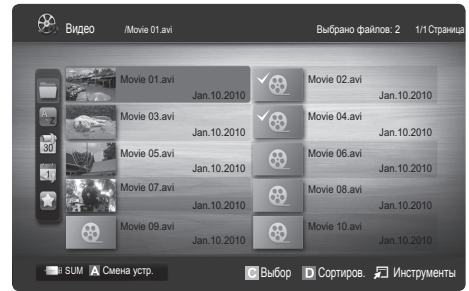 Видео /Movie 01.avi Выбрано файлов: 2 1/1 Страница
Movie 01.avi Movie 02.avi
Jan.10.2010 Jan.10.2010
Movie 03.avi Movie 04.avi
Jan.10.2010 Jan.10.2010
Movie 05.avi Movie 06.avi
Jan.10.2010 Jan.10.2010
Movie 07.avi Movie 08.avi
Jan.10.2010 Jan.10.2010
Movie 09.avi Movie 10.avi
Jan.10.2010 Jan.10.2010
A
Z
30
1
SUM A Смена устр. C Выбор D Сортиров. Инструменты